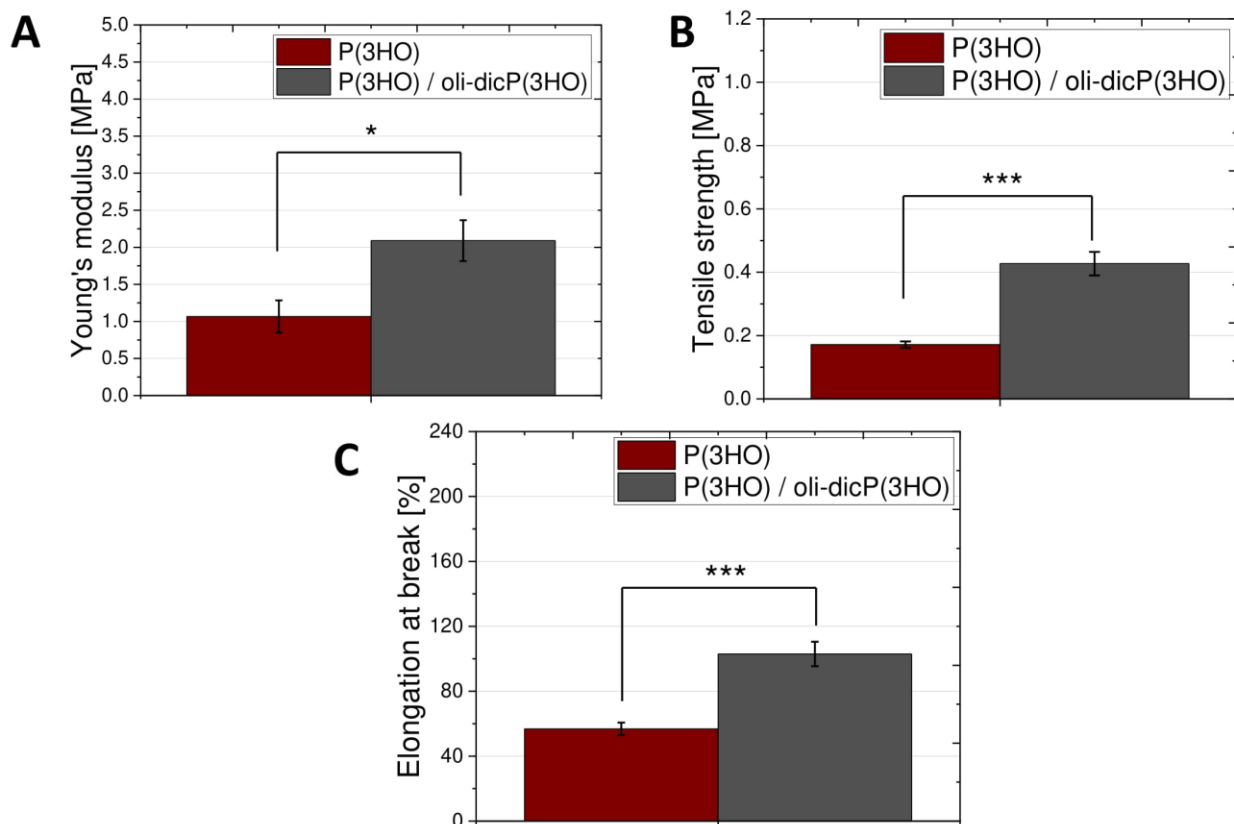 A
Young's modulus [MPa]
5.0
4.5
4.0
3.5
3.0
2.5
2.0
1.5
1.0
0.5
0.0
P(3HO)
P(3HO) / oli-dicP(3HO)
*
B
Tensile strength [MPa]
1.2
1.0
0.8
0.6
0.4
0.2
0.0
P(3HO)
P(3HO) / oli-dicP(3HO)
***
C
Elongation at break [%]
240
200
160
120
80
40
0
P(3HO)
P(3HO) / oli-dicP(3HO)
***